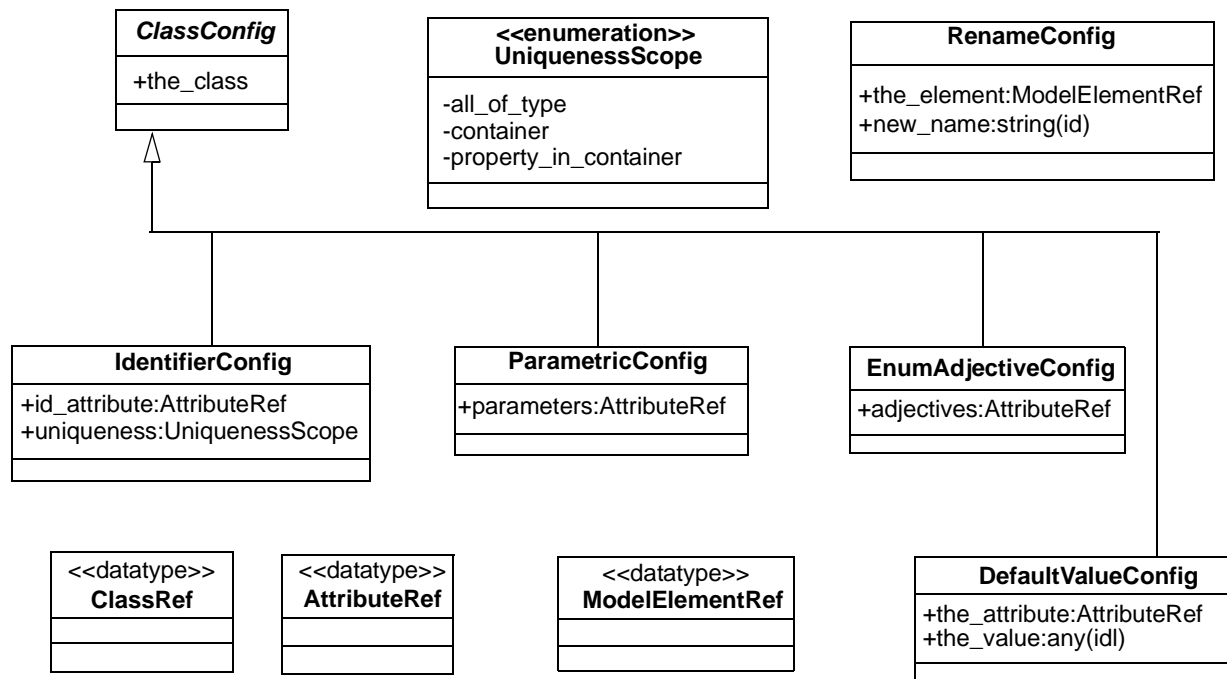 ClassConfig
+the_class
<<enumeration>>
UniquenessScope
-all_of_type
-container
-property_in_container
RenameConfig
+the_element:ModelElementRef
+new_name:string(id)
IdentifierConfig
+id_attribute:AttributeRef
+uniqueness:UniquenessScope
ParametricConfig
+parameters:AttributeRef
EnumAdjectiveConfig
+adjectives:AttributeRef
<<datatype>>
ClassRef
<<datatype>>
AttributeRef
<<datatype>>
ModelElementRef
DefaultValueConfig
+the_attribute:AttributeRef
+the_value:any(idl)